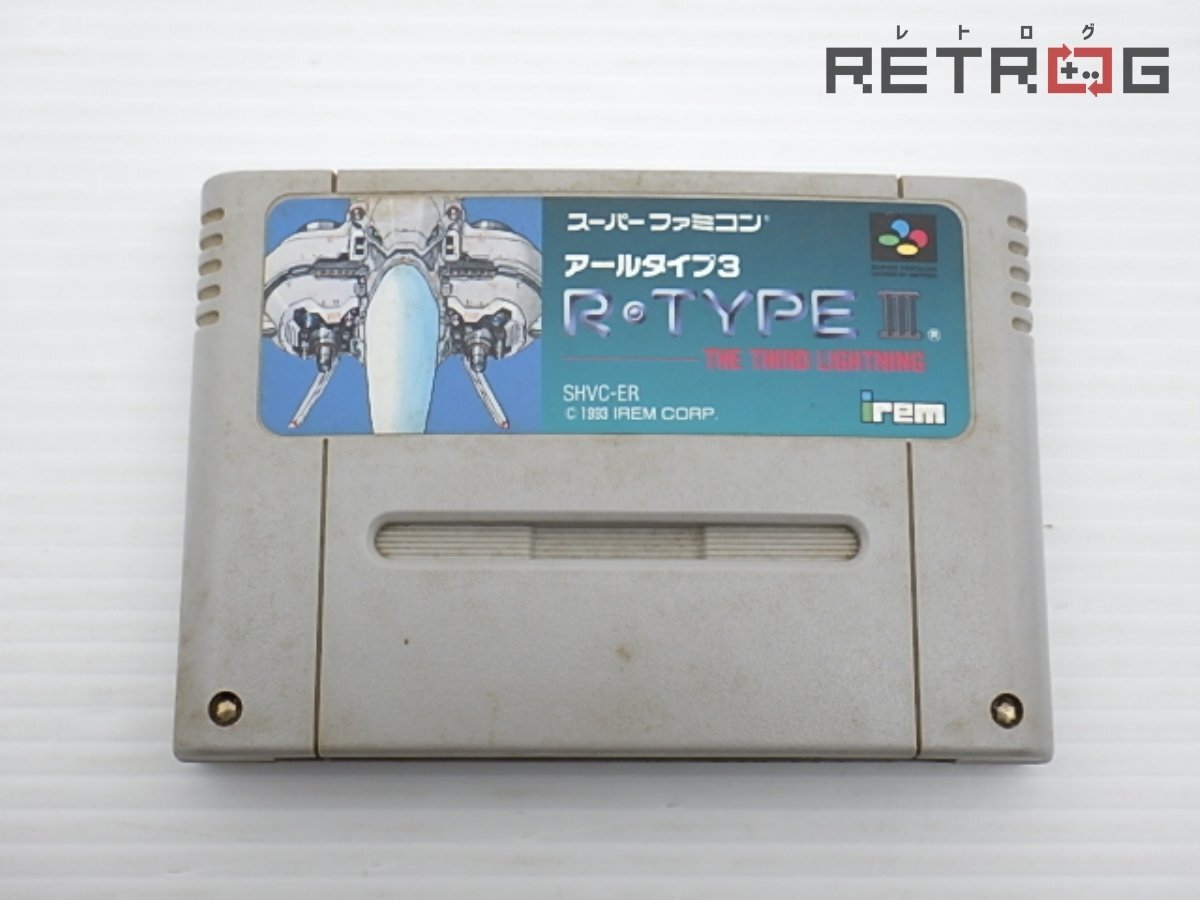 レトログ
RETROG
スーパーファミコン®
アールタイプ3
R・TYPE III®
THE THIRD LIGHTNING
SHVC-ER
© 1993 IREM CORP.
irem